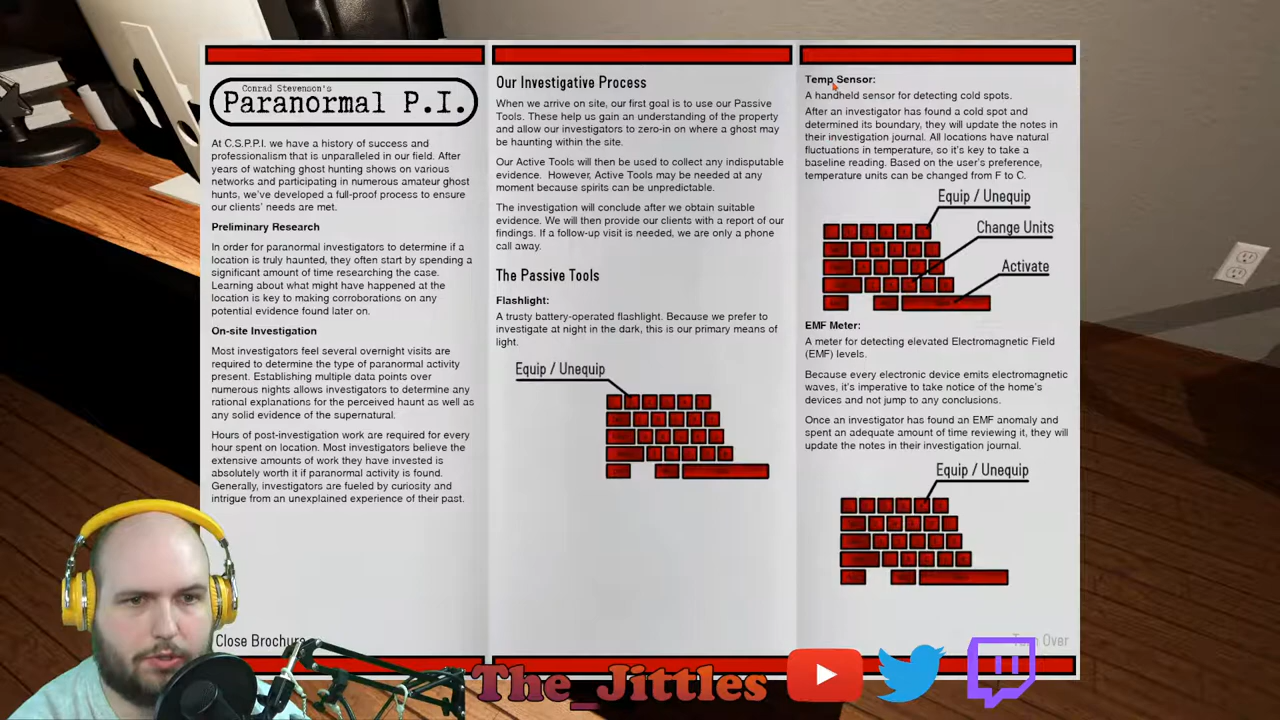 Conrad Stevenson's
Paranormal P.I.
At C.S.P.P.I. we have a history of success and
professionalism that is unparalleled in our field. After
years of watching ghost hunting shows on various
networks and participating in numerous amateur ghost
hunts, we've developed a full-proof process to ensure
our clients' needs are met.
Preliminary Research
In order for paranormal investigators to determine if a
location is truly haunted, they often start by spending a
significant amount of time researching the case.
Learning about what might have happened at the
location is key to making corroborations on any
potential evidence found later on.
On-site Investigation
Most investigators feel several overnight visits are
required to determine the type of paranormal activity
present. Establishing multiple data points over
numerous nights allows investigators to determine any
rational explanations for the perceived haunt as well as
any solid evidence of the supernatural.
Hours of post-investigation work are required for every
hour spent on location. Most investigators believe the
extensive amounts of work they have invested is
absolutely worth it if paranormal activity is found.
Generally, investigators are fueled by curiosity and
intrigue from an unexplained experience of their past.
Close Brochure
Our Investigative Process
When we arrive on site, our first goal is to use our Passive
Tools. These help us gain an understanding of the property
and allow our investigators to zero-in on where a ghost may
be haunting within the site.
Our Active Tools will then be used to collect any indisputable
evidence. However, Active Tools may be needed at any
moment because spirits can be unpredictable.
The investigation will conclude after we obtain suitable
evidence. We will then provide our clients with a report of our
findings. If a follow-up visit is needed, we are only a phone
call away.
The Passive Tools
Flashlight:
A trusty battery-operated flashlight. Because we prefer to
investigate at night in the dark, this is our primary means of
light.
Equip / Unequip
Temp Sensor:
A handheld sensor for detecting cold spots.
After an investigator has found a cold spot and
determined its boundary, they will update the notes in
their investigation journal. All locations have natural
fluctuations in temperature, so it's key to take a
baseline reading. Based on the user's preference,
temperature units can be changed from F to C.
Equip / Unequip
Change Units
Activate
EMF Meter:
A meter for detecting elevated Electromagnetic Field
(EMF) levels.
Because every electronic device emits electromagnetic
waves, it's imperative to take notice of the home's
devices and not jump to any conclusions.
Once an investigator has found an EMF anomaly and
spent an adequate amount of time reviewing it, they will
update the notes in their investigation journal.
Equip / Unequip
Turn Over
The_Jittles